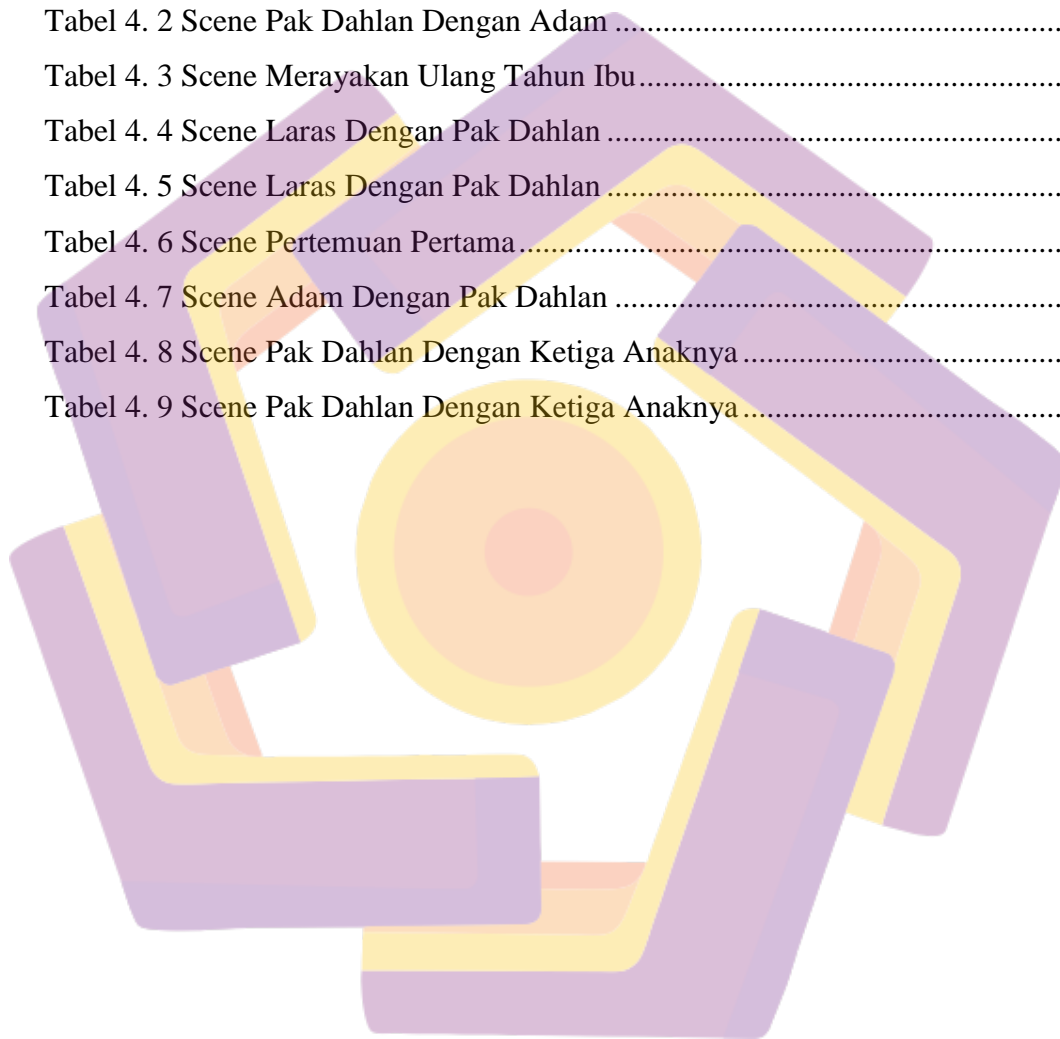 Tabel 4. 2 Scene Pak Dahlan Dengan Adam ......................................................
Tabel 4. 3 Scene Merayakan Ulang Tahun Ibu...................................................
Tabel 4. 4 Scene Laras Dengan Pak Dahlan .......................................................
Tabel 4. 5 Scene Laras Dengan Pak Dahlan .......................................................
Tabel 4. 6 Scene Pertemuan Pertama..................................................................
Tabel 4. 7 Scene Adam Dengan Pak Dahlan ......................................................
Tabel 4. 8 Scene Pak Dahlan Dengan Ketiga Anaknya.......................................
Tabel 4. 9 Scene Pak Dahlan Dengan Ketiga Anaknya.......................................